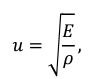 u = √(E/ρ),